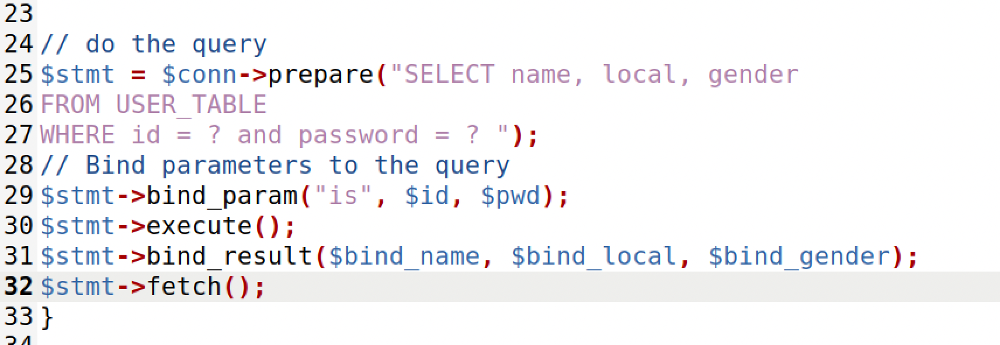 23
24 // do the query
25 $stmt = $conn->prepare("SELECT name, local, gender
26 FROM USER_TABLE
27 WHERE id = ? and password = ? ");
28 // Bind parameters to the query
29 $stmt->bind_param("is", $id, $pwd);
30 $stmt->execute();
31 $stmt->bind_result($bind_name, $bind_local, $bind_gender);
32 $stmt->fetch();
33 }
34